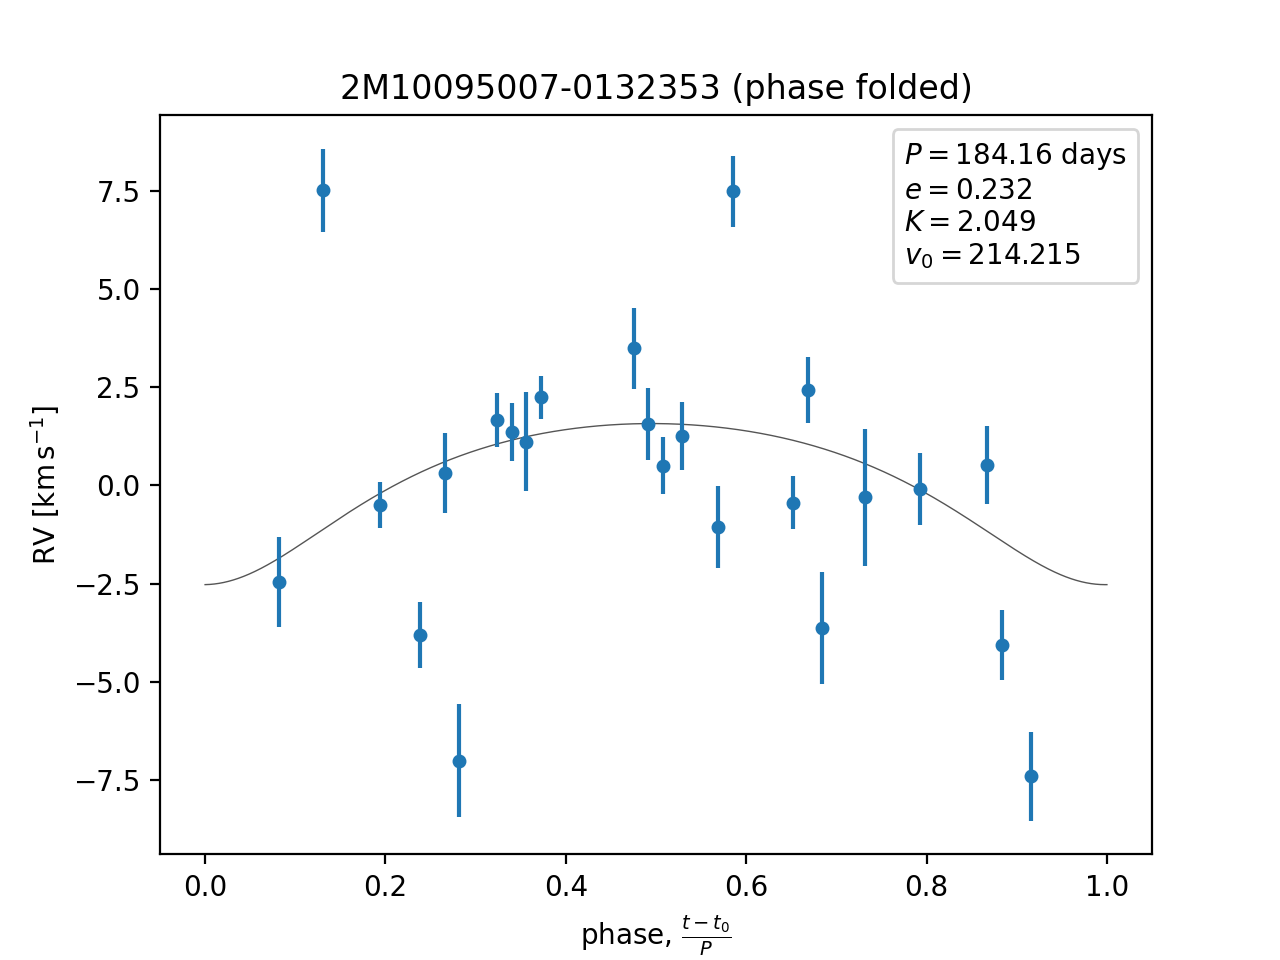 2M10095007-0132353 (phase folded)
P = 184.16 days
e = 0.232
K = 2.049
v₀ = 214.215
RV [km s⁻¹]
7.5
5.0
2.5
0.0
−2.5
−5.0
−7.5
0.0 0.2 0.4 0.6 0.8 1.0
phase, (t − t₀)/P